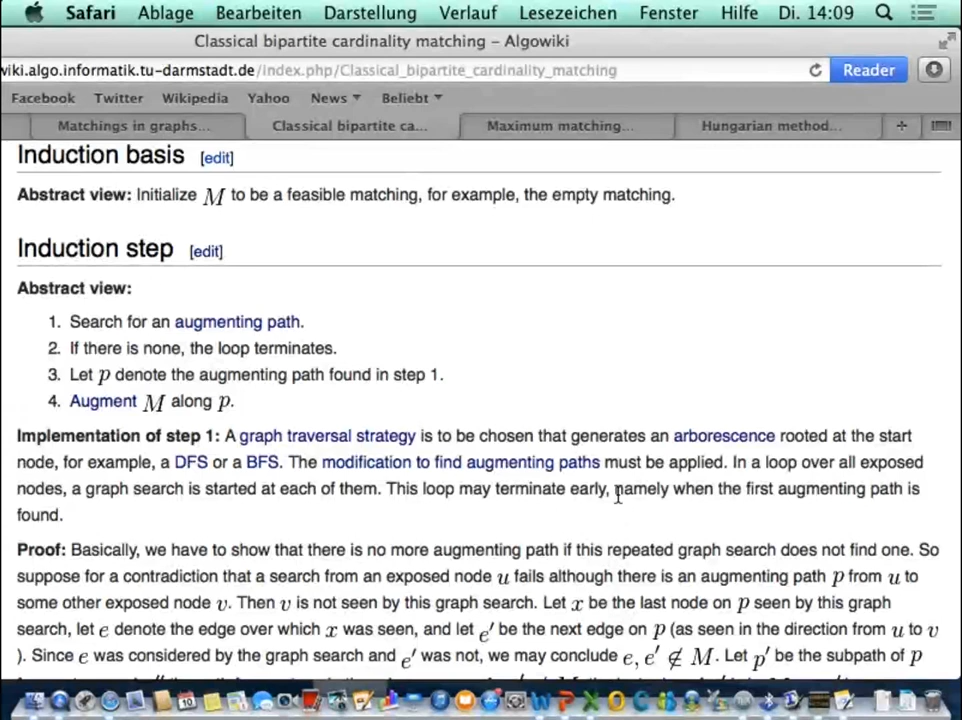 Safari Ablage Bearbeiten Darstellung Verlauf Lesezeichen Fenster Hilfe Di. 14:09
Classical bipartite cardinality matching – Algowiki
wiki.algo.informatik.tu-darmstadt.de/index.php/Classical_bipartite_cardinality_matching Reader
Facebook Twitter Wikipedia Yahoo News ▼ Beliebt ▼
Matchings in graphs... Classical bipartite ca... Maximum matching... Hungarian method... +
Induction basis [edit]
Abstract view: Initialize M to be a feasible matching, for example, the empty matching.
Induction step [edit]
Abstract view:
1. Search for an augmenting path.
2. If there is none, the loop terminates.
3. Let p denote the augmenting path found in step 1.
4. Augment M along p.
Implementation of step 1: A graph traversal strategy is to be chosen that generates an arborescence rooted at the start
node, for example, a DFS or a BFS. The modification to find augmenting paths must be applied. In a loop over all exposed
nodes, a graph search is started at each of them. This loop may terminate early, namely when the first augmenting path is
found.
Proof: Basically, we have to show that there is no more augmenting path if this repeated graph search does not find one. So
suppose for a contradiction that a search from an exposed node u fails although there is an augmenting path p from u to
some other exposed node v. Then v is not seen by this graph search. Let x be the last node on p seen by this graph
search, let e denote the edge over which x was seen, and let e′ be the next edge on p (as seen in the direction from u to v
). Since e was considered by the graph search and e′ was not, we may conclude e, e′ ∉ M. Let p′ be the subpath of p